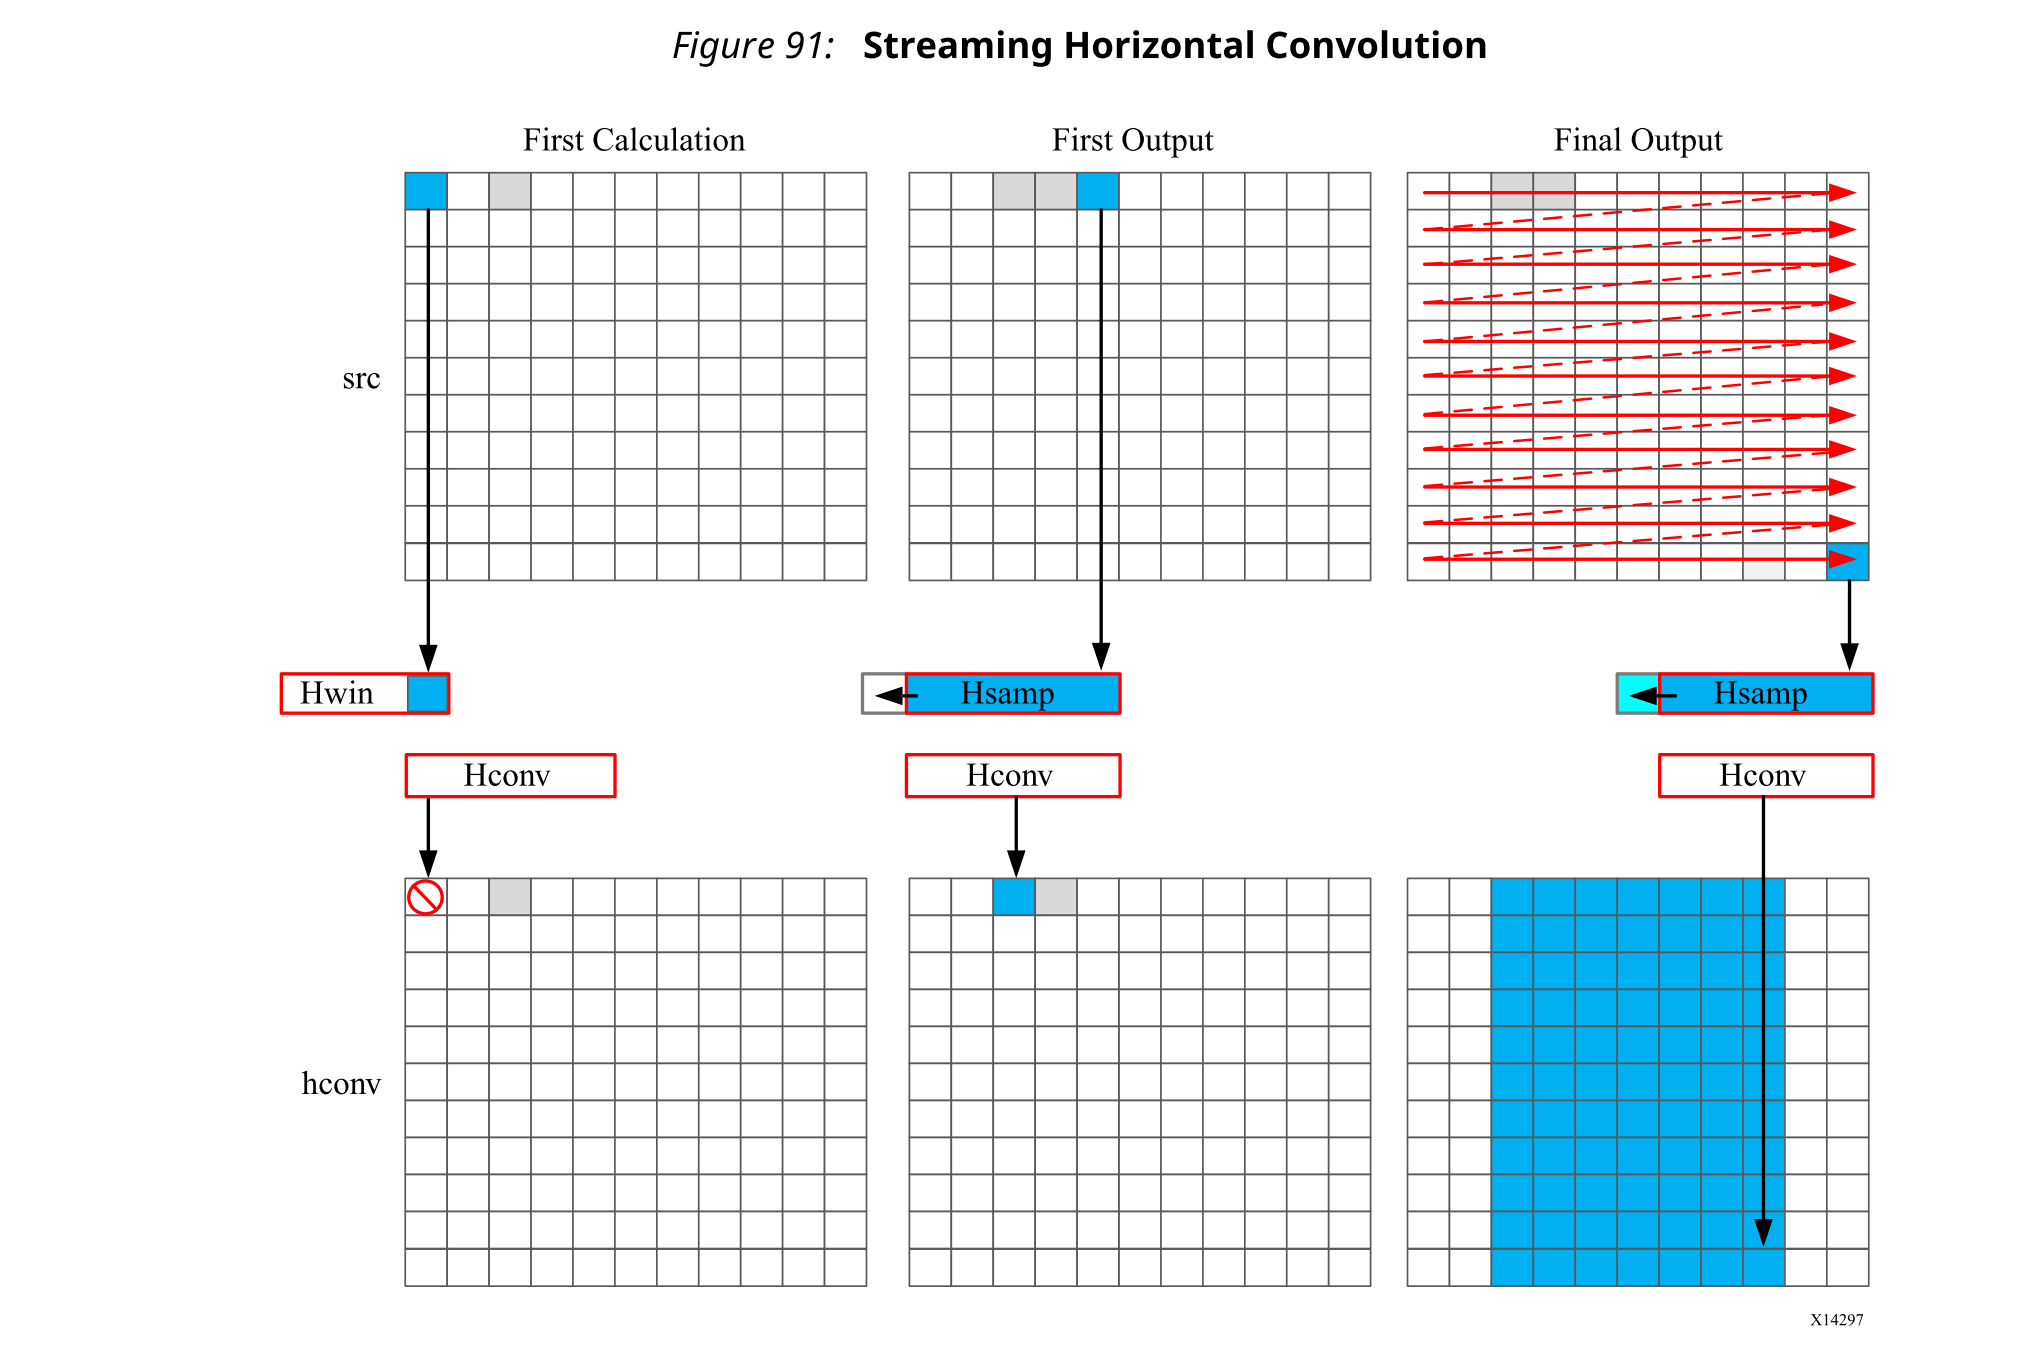 Figure 91: Streaming Horizontal Convolution
First Calculation
First Output
Final Output
src
Hwin
Hsamp
Hsamp
Hconv
Hconv
Hconv
hconv
X14297